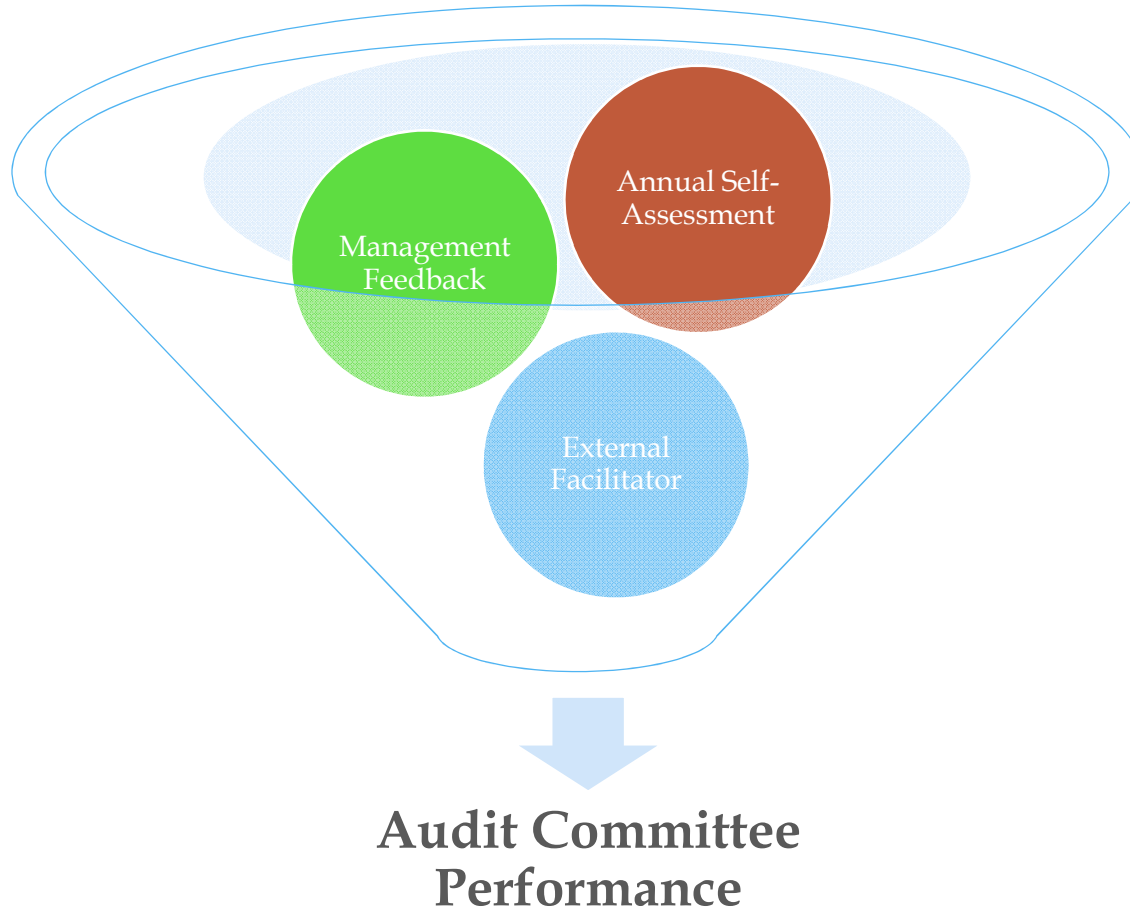 Annual Self-
Assessment
Management
Feedback
External
Facilitator
Audit Committee
Performance